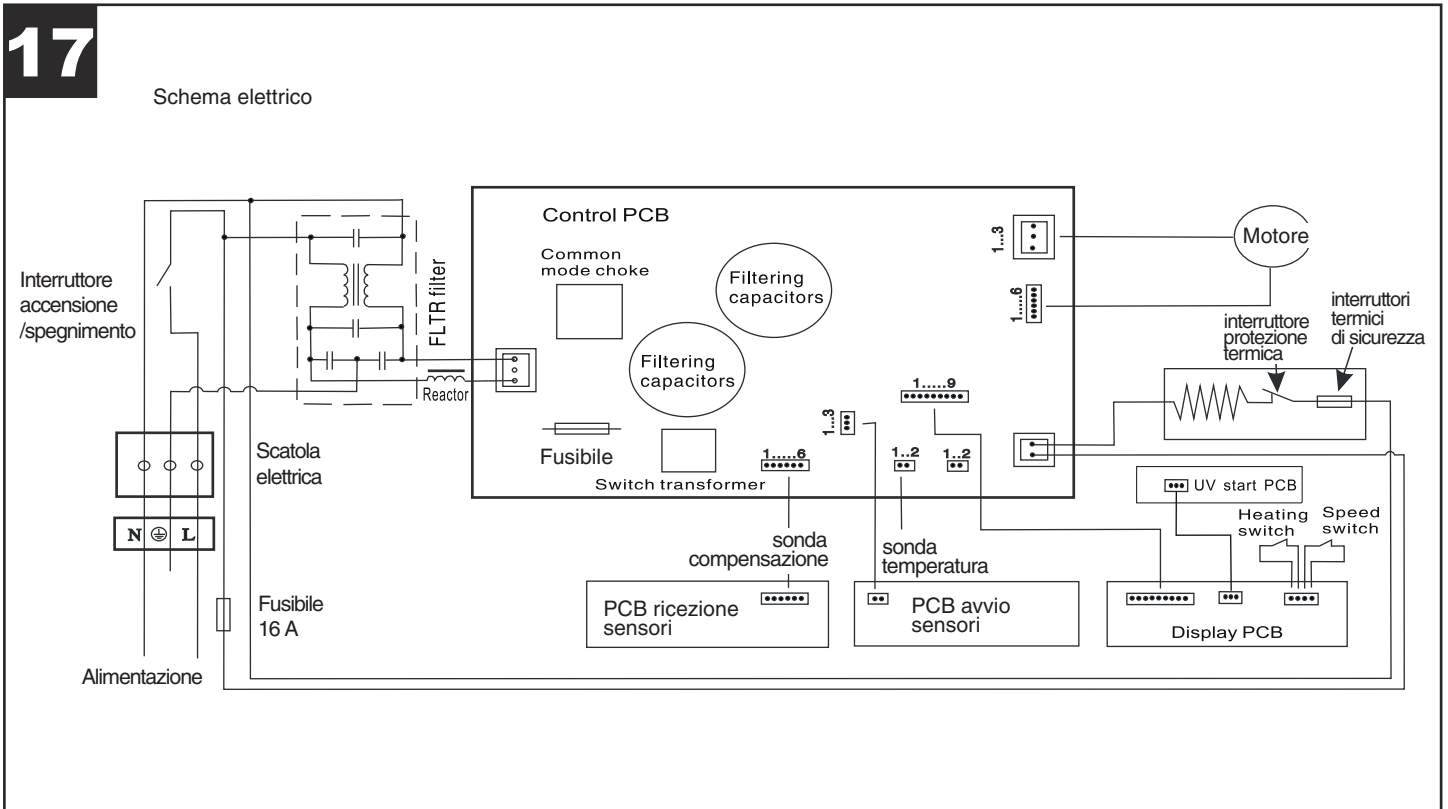 17
Schema elettrico
Interruttore
accensione
/spegnimento
FLTR filter
Reactor
Control PCB
Common
mode choke
Filtering
capacitors
Filtering
capacitors
Fusibile
Switch transformer
1.....6
1...3
1..2
1..2
1.....9
1...3
1...6
Motore
interruttore
protezione
termica
interruttori
termici
di sicurezza
Scatola
elettrica
N L
Fusibile
16 A
Alimentazione
sonda
compensazione
sonda
temperatura
PCB ricezione
sensori
PCB avvio
sensori
UV start PCB
Heating
switch
Speed
switch
Display PCB